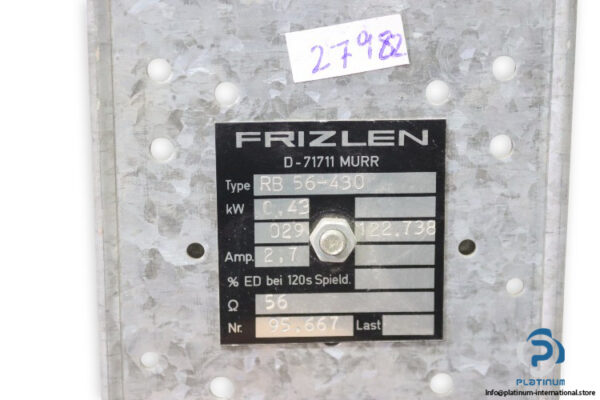 27982
FRIZLEN
D-71711 MURR
Type RB 56-430
kW 0,43
029 122.738
Amp. 2,7
% ED bei 120s Spield.
Ω 56
Nr. 95.667 Last
PLATINUM
INTERNATIONAL
Info@platinum-international.store